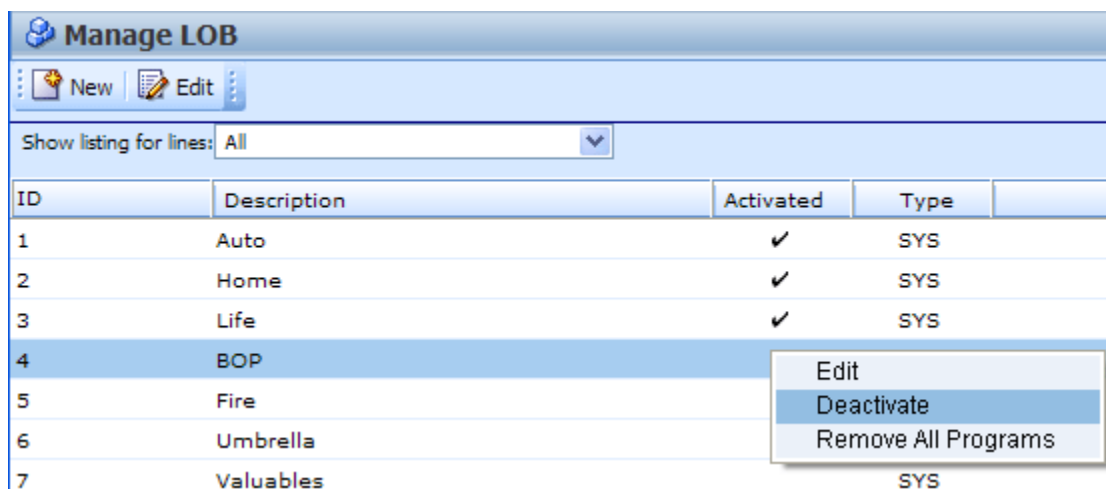 Manage LOB
New Edit
Show listing for lines: All
ID Description Activated Type
1 Auto ✔ SYS
2 Home ✔ SYS
3 Life ✔ SYS
4 BOP
Edit
5 Fire
Deactivate
6 Umbrella
Remove All Programs
7 Valuables SYS